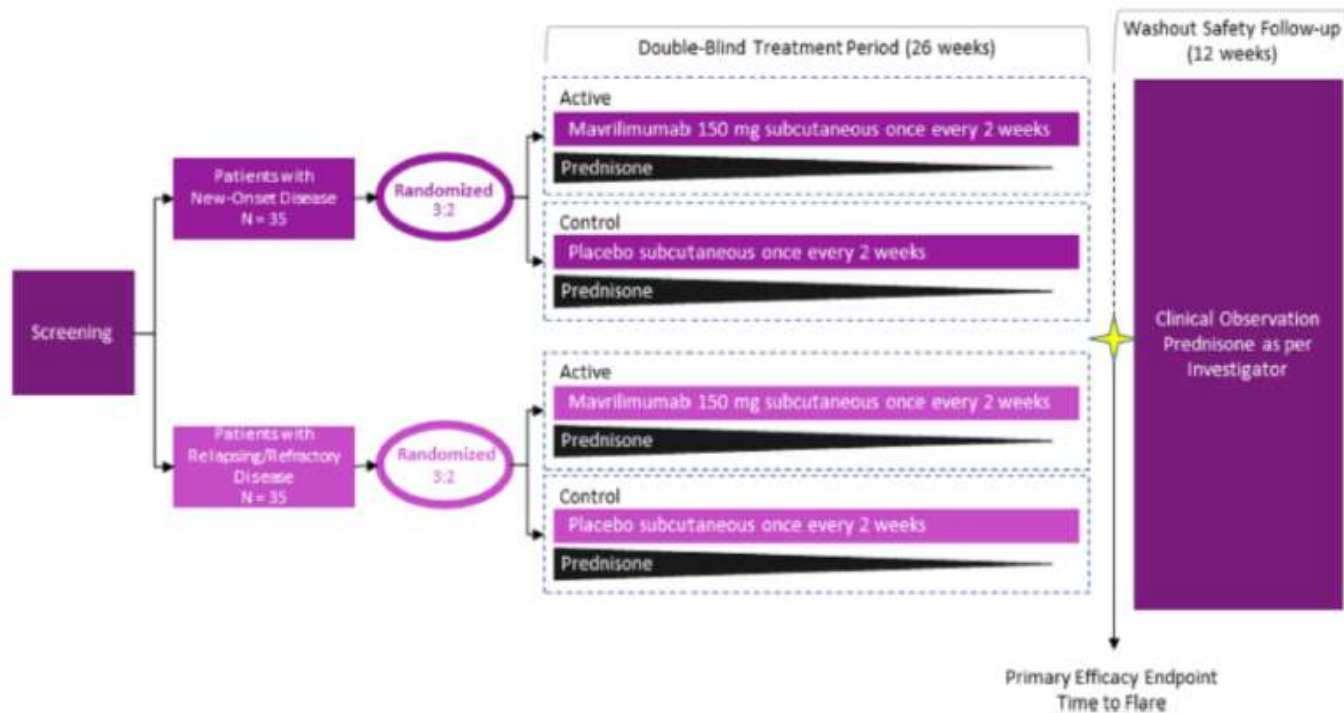 Double-Blind Treatment Period (26 weeks)
Washout Safety Follow-up
(12 weeks)
Screening
Patients with
New-Onset Disease
N = 35
Randomized
3:2
Active
Mavrilimumab 150 mg subcutaneous once every 2 weeks
Prednisone
Control
Placebo subcutaneous once every 2 weeks
Prednisone
Patients with
Relapsing/Refractory
Disease
N = 35
Randomized
3:2
Active
Mavrilimumab 150 mg subcutaneous once every 2 weeks
Prednisone
Control
Placebo subcutaneous once every 2 weeks
Prednisone
Clinical Observation
Prednisone as per
Investigator
Primary Efficacy Endpoint
Time to Flare